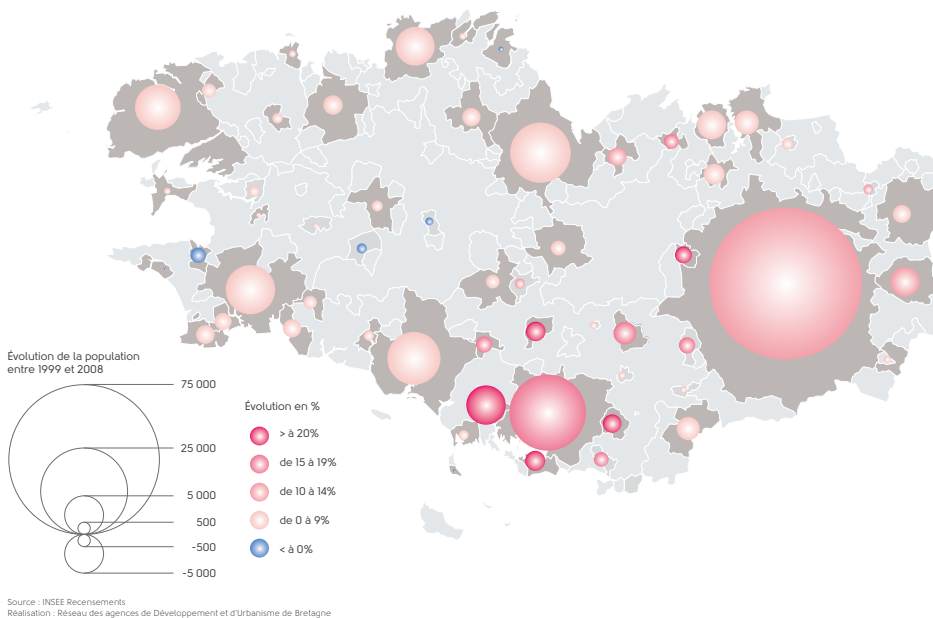 Évolution de la population
entre 1999 et 2008
75 000
25 000
5 000
500
-500
-5 000
Évolution en %
> à 20%
de 15 à 19%
de 10 à 14%
de 0 à 9%
< à 0%
Source : INSEE Recensements
Réalisation : Réseau des agences de Développement et d'Urbanisme de Bretagne